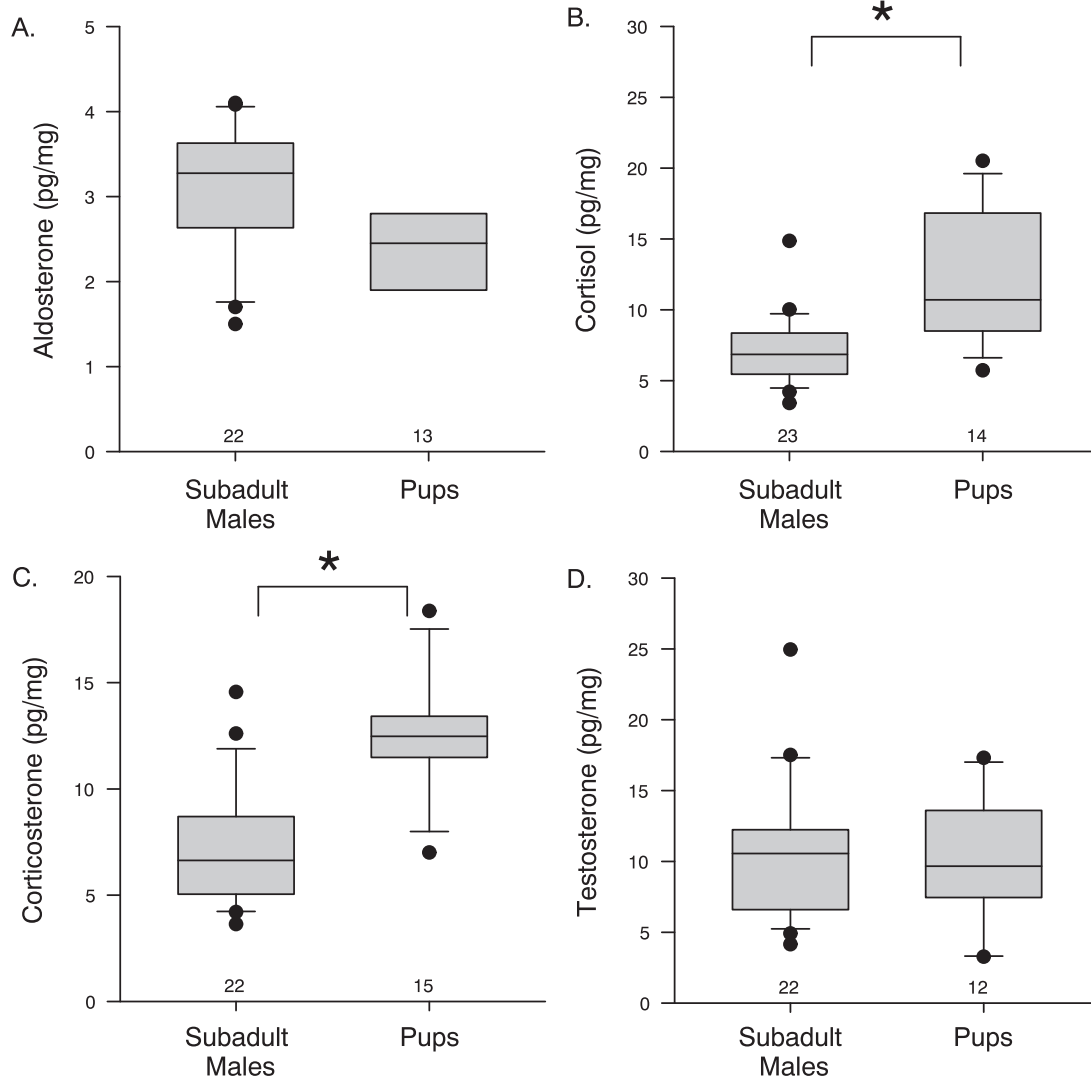 A.
Aldosterone (pg/mg)
5
4
3
2
1
0
22
13
Subadult
Males
Pups
B.
*
Cortisol (pg/mg)
30
25
20
15
10
5
0
23
14
Subadult
Males
Pups
C.
*
Corticosterone (pg/mg)
20
15
10
5
0
22
15
Subadult
Males
Pups
D.
Testosterone (pg/mg)
30
25
20
15
10
5
0
22
12
Subadult
Males
Pups